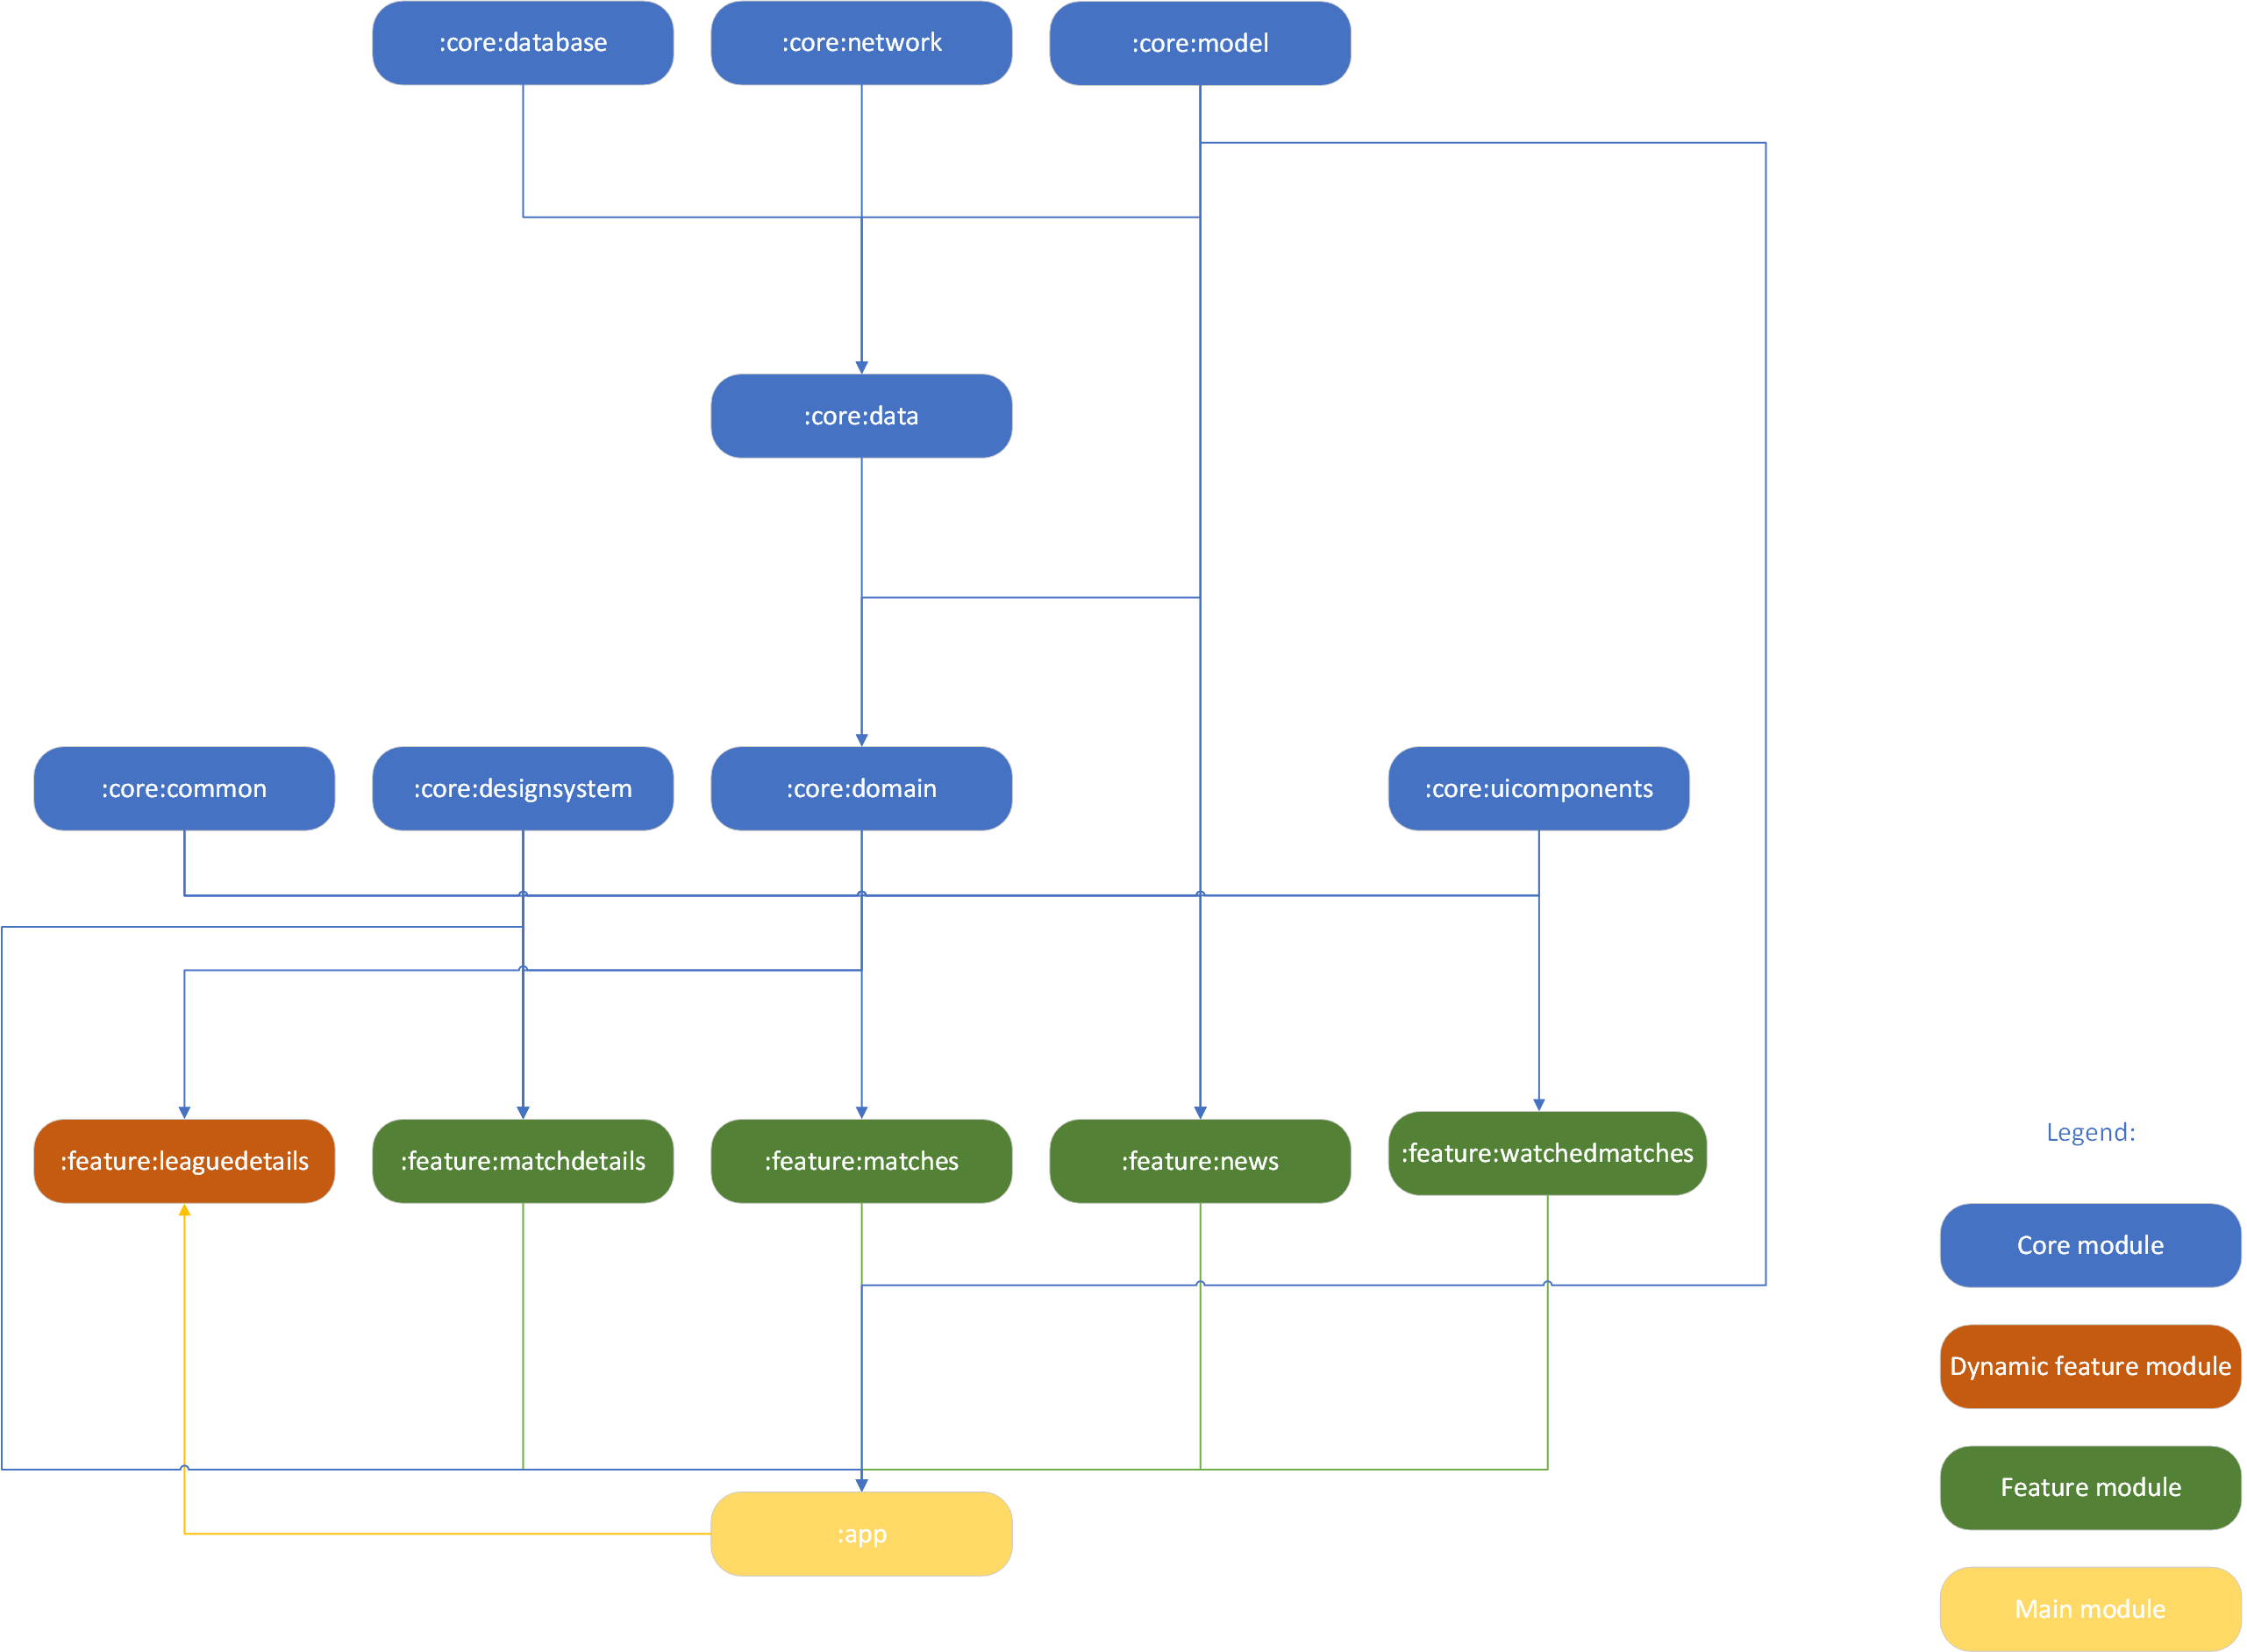 :core:database
:core:network
:core:model
:core:data
:core:common
:core:designsystem
:core:domain
:core:uicomponents
:feature:leaguedetails
:feature:matchdetails
:feature:matches
:feature:news
:feature:watchedmatches
:app
Legend:
Core module
Dynamic feature module
Feature module
Main module